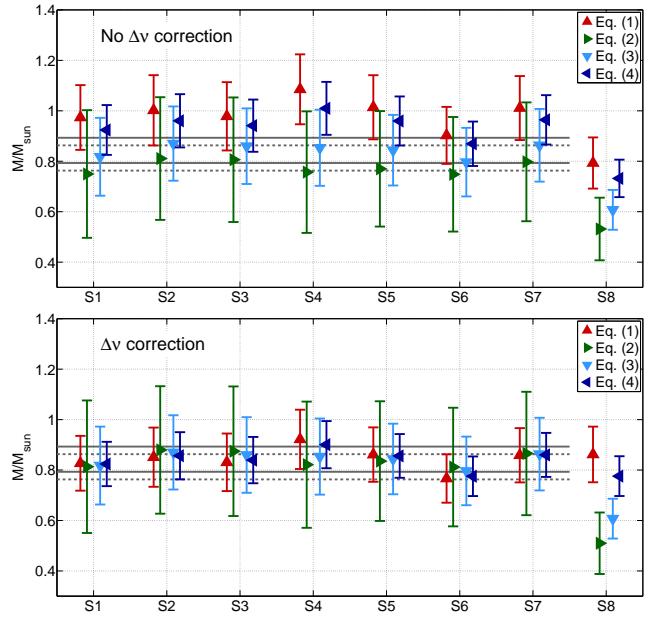 No Δν correction
Eq. (1)
Eq. (2)
Eq. (3)
Eq. (4)
M/M_sun
1.4
1.2
1
0.8
0.6
0.4
S1 S2 S3 S4 S5 S6 S7 S8
Δν correction
Eq. (1)
Eq. (2)
Eq. (3)
Eq. (4)
M/M_sun
1.4
1.2
1
0.8
0.6
0.4
S1 S2 S3 S4 S5 S6 S7 S8